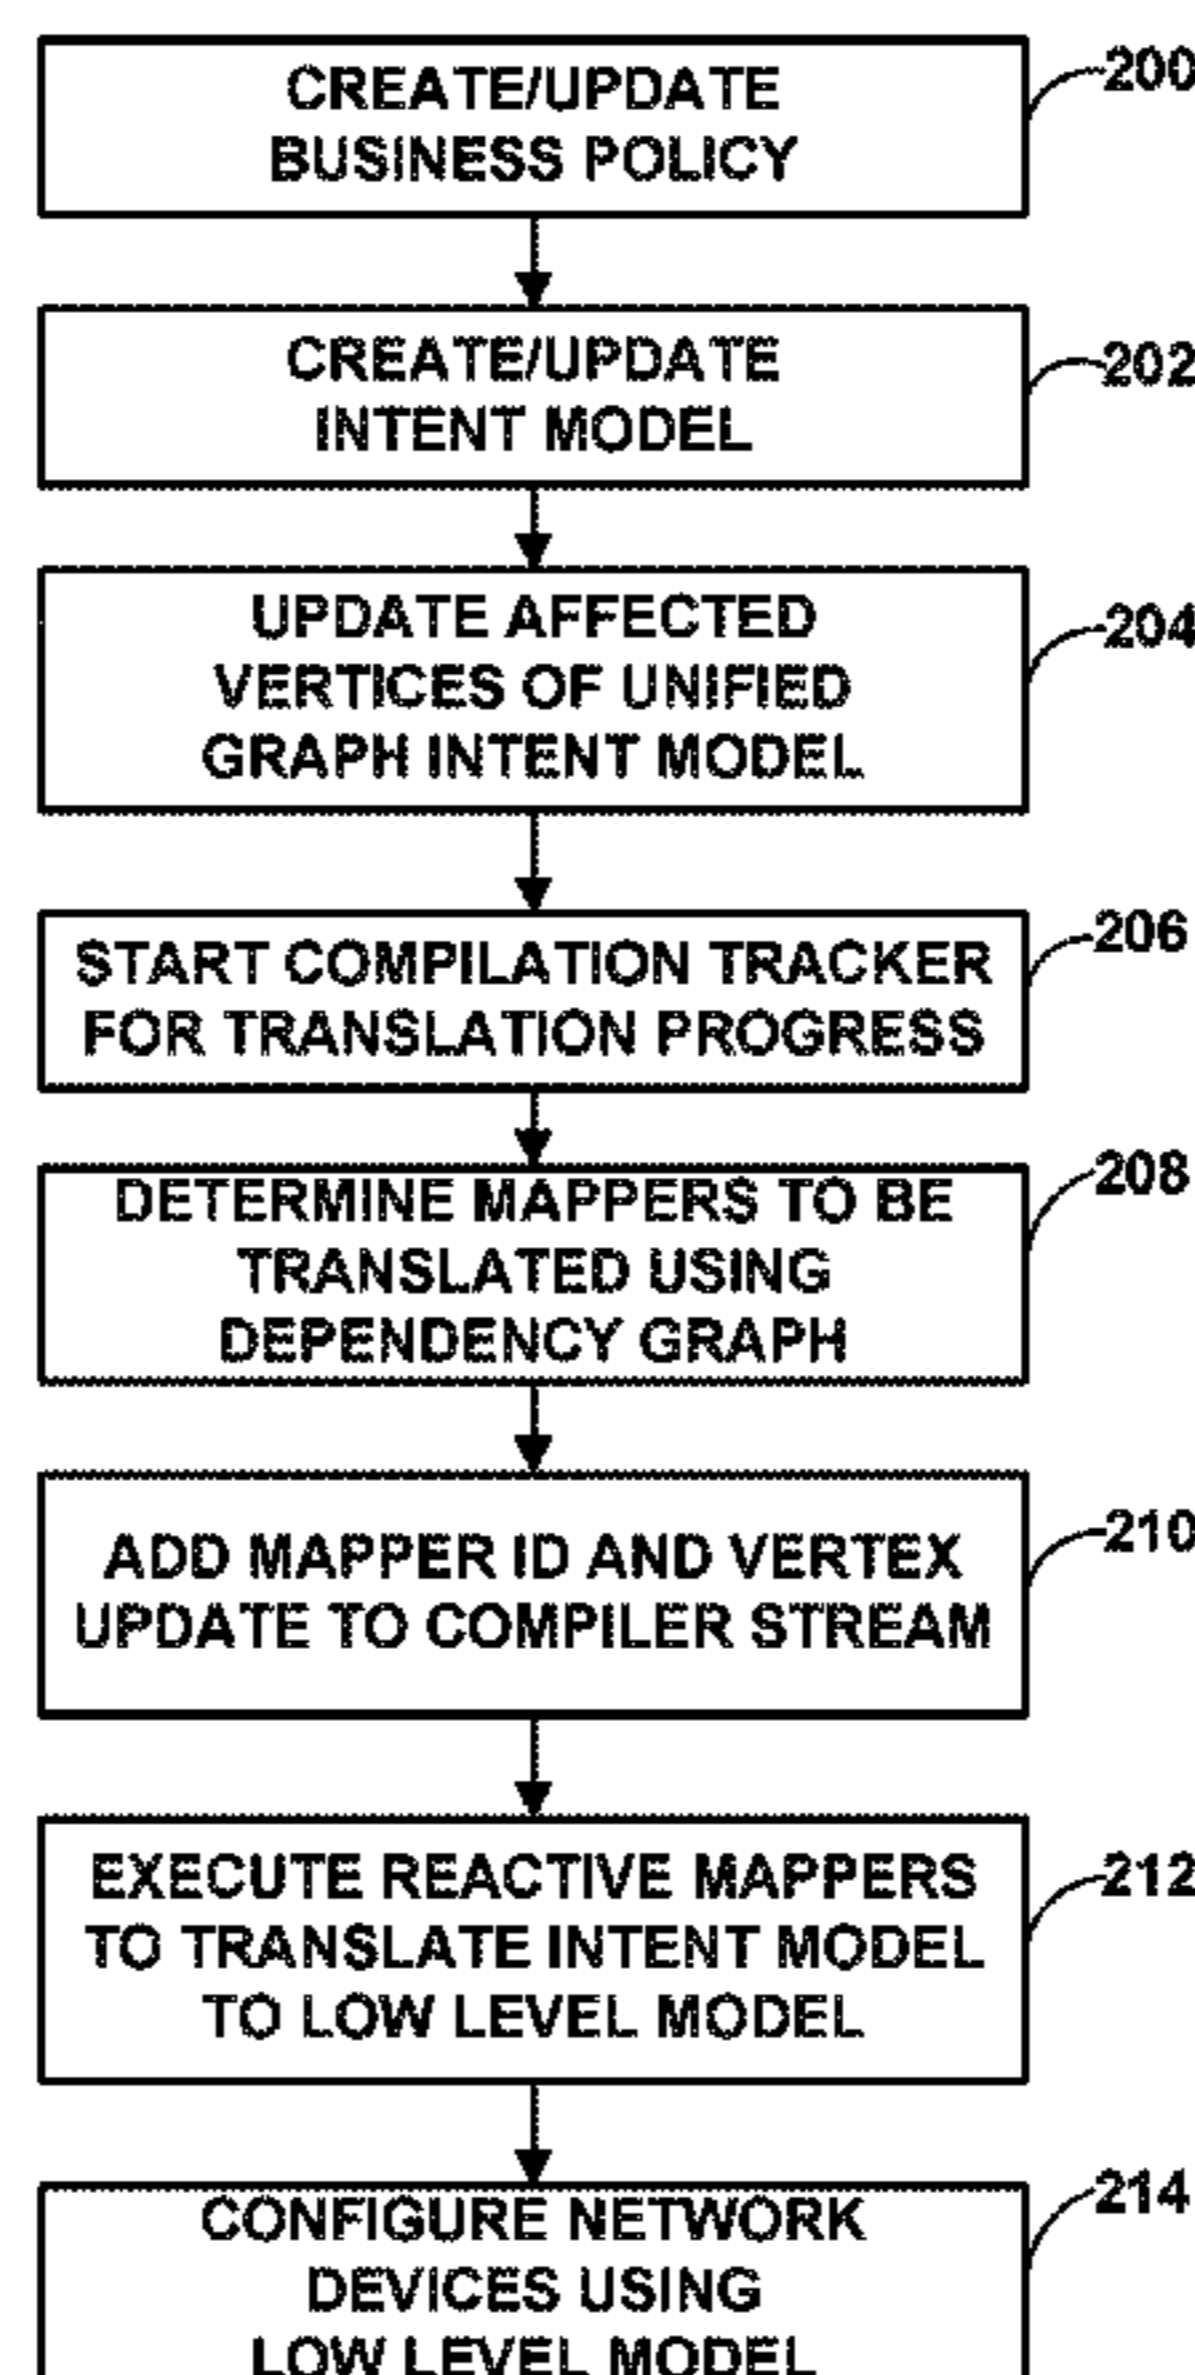 CREATE/UPDATE
BUSINESS POLICY
200
CREATE/UPDATE
INTENT MODEL
202
UPDATE AFFECTED
VERTICES OF UNIFIED
GRAPH INTENT MODEL
204
START COMPILATION TRACKER
FOR TRANSLATION PROGRESS
206
DETERMINE MAPPERS TO BE
TRANSLATED USING
DEPENDENCY GRAPH
208
ADD MAPPER ID AND VERTEX
UPDATE TO COMPILER STREAM
210
EXECUTE REACTIVE MAPPERS
TO TRANSLATE INTENT MODEL
TO LOW LEVEL MODEL
212
CONFIGURE NETWORK
DEVICES USING
LOW LEVEL MODEL
214